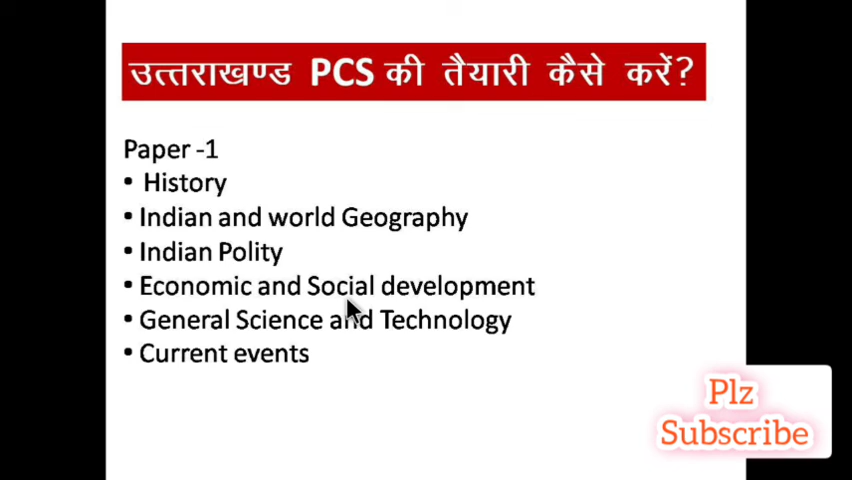 उत्तराखण्ड PCS की तैयारी कैसे करें?
Paper -1
• History
• Indian and world Geography
• Indian Polity
• Economic and Social development
• General Science and Technology
• Current events
Plz
Subscribe